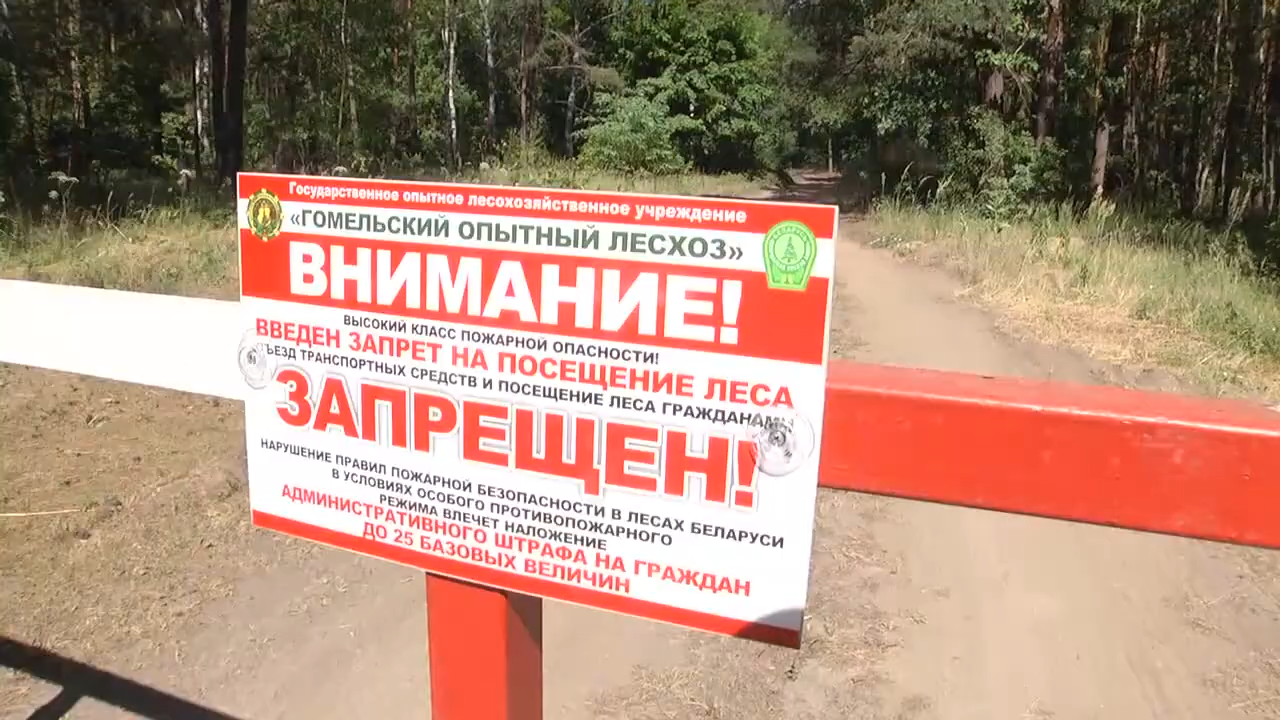 Государственное опытное лесохозяйственное учреждение
«ГОМЕЛЬСКИЙ ОПЫТНЫЙ ЛЕСХОЗ»
БЕЛАРУСЬ
ВНИМАНИЕ!
ВЫСОКИЙ КЛАСС ПОЖАРНОЙ ОПАСНОСТИ!
ВВЕДЕН ЗАПРЕТ НА ПОСЕЩЕНИЕ ЛЕСА
ТРАНСПОРТНЫХ СРЕДСТВ И ПОСЕЩЕНИЕ ЛЕСА ГРАЖДАНАМИ
ЗАПРЕЩЕН!
НАРУШЕНИЕ ПРАВИЛ ПОЖАРНОЙ БЕЗОПАСНОСТИ В ЛЕСАХ БЕЛАРУСИ
В УСЛОВИЯХ ОСОБОГО ПРОТИВОПОЖАРНОГО
РЕЖИМА ВЛЕЧЕТ НАЛОЖЕНИЕ
АДМИНИСТРАТИВНОГО ШТРАФА НА ГРАЖДАН
ДО 25 БАЗОВЫХ ВЕЛИЧИН